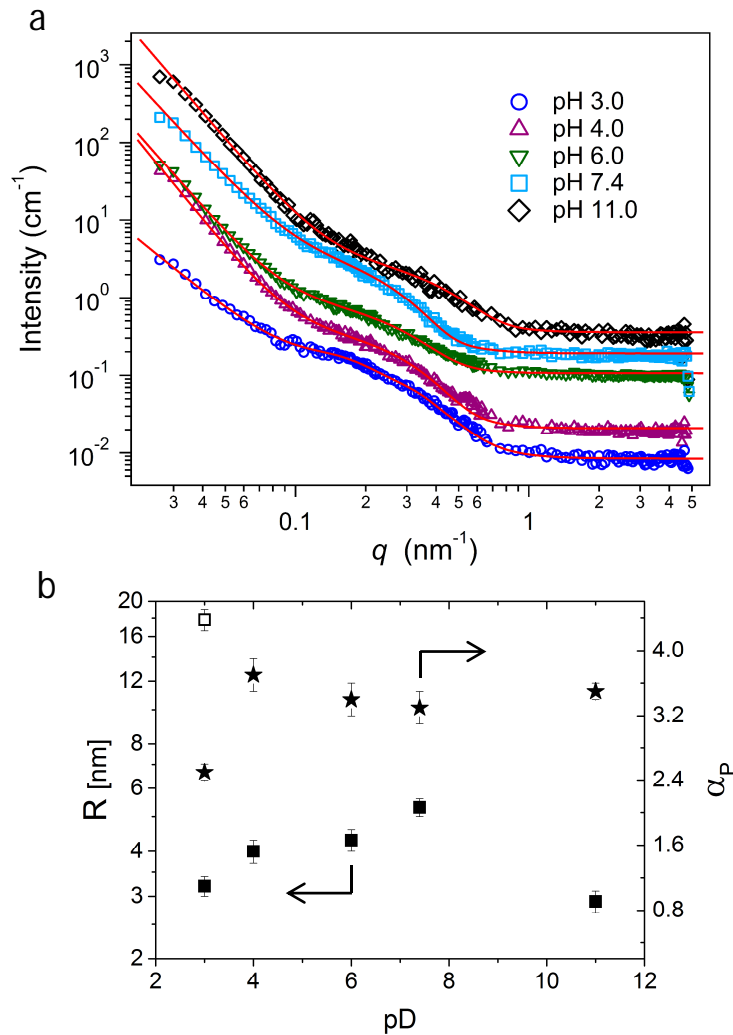 a
10³
10²
10¹
10⁰
10⁻¹
10⁻²
Intensity (cm⁻¹)
pH 3.0
pH 4.0
pH 6.0
pH 7.4
pH 11.0
3 4 5 6 0.1 2 3 4 5 6 1 2 3 4 5
q (nm⁻¹)
b
20
16
12
8
6
4
3
2
R [nm]
4.0
3.2
2.4
1.6
0.8
αP
2 4 6 8 10 12
pD